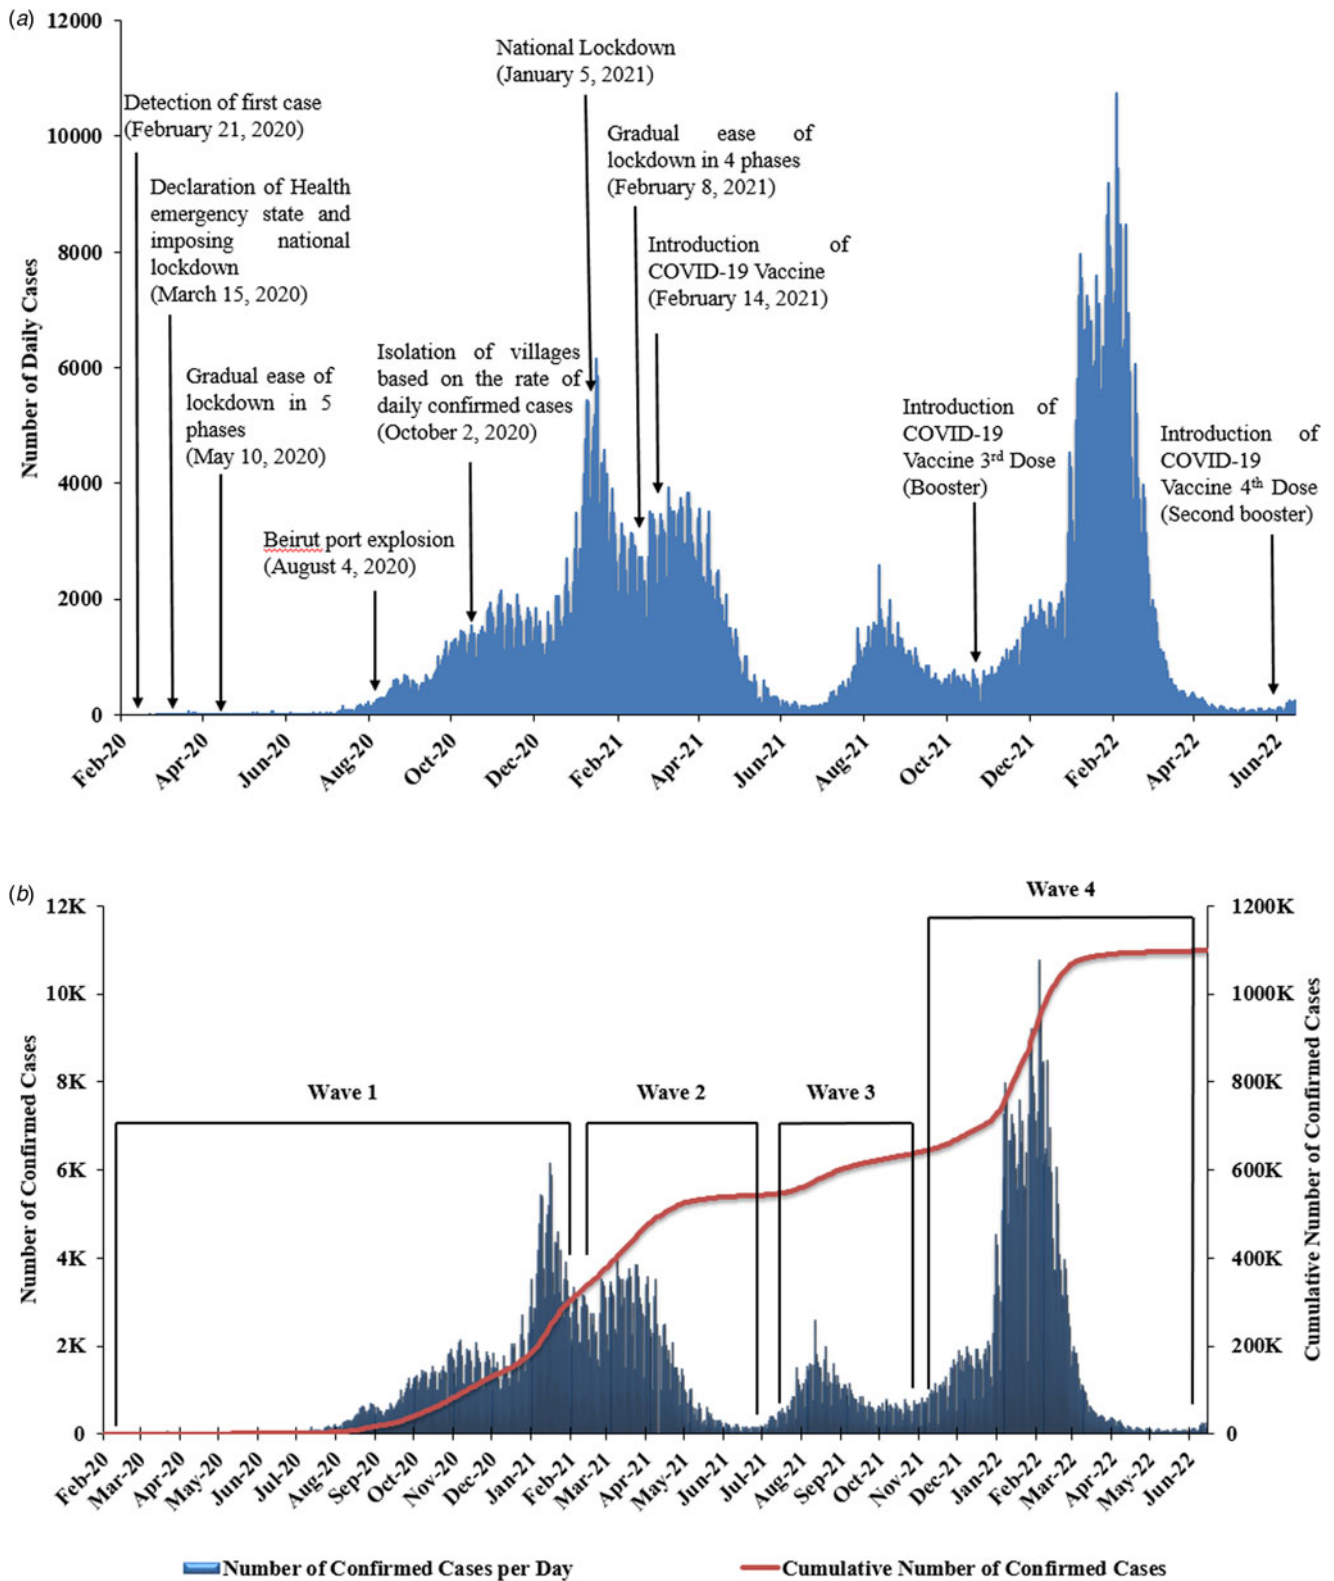 (a)
12000
10000
8000
6000
4000
2000
0
Number of Daily Cases
Detection of first case
(February 21, 2020)
Declaration of Health
emergency state and
imposing national
lockdown
(March 15, 2020)
Gradual ease of
lockdown in 5
phases
(May 10, 2020)
Beirut port explosion
(August 4, 2020)
Isolation of villages
based on the rate of
daily confirmed cases
(October 2, 2020)
National Lockdown
(January 5, 2021)
Gradual ease of
lockdown in 4 phases
(February 8, 2021)
Introduction of
COVID-19 Vaccine
(February 14, 2021)
Introduction of
COVID-19
Vaccine 3rd Dose
(Booster)
Introduction of
COVID-19
Vaccine 4th Dose
(Second booster)
Feb-20
Apr-20
Jun-20
Aug-20
Oct-20
Dec-20
Feb-21
Apr-21
Jun-21
Aug-21
Oct-21
Dec-21
Feb-22
Apr-22
Jun-22
(b)
12K
10K
8K
6K
4K
2K
0
Number of Confirmed Cases
Wave 1
Wave 2
Wave 3
Wave 4
1200K
1000K
800K
600K
400K
200K
0
Cumulative Number of Confirmed Cases
Feb-20
Mar-20
Apr-20
May-20
Jun-20
Jul-20
Aug-20
Sep-20
Oct-20
Nov-20
Dec-20
Jan-21
Feb-21
Mar-21
Apr-21
May-21
Jun-21
Jul-21
Aug-21
Sep-21
Oct-21
Nov-21
Dec-21
Jan-22
Feb-22
Mar-22
Apr-22
May-22
Jun-22
Number of Confirmed Cases per Day
Cumulative Number of Confirmed Cases